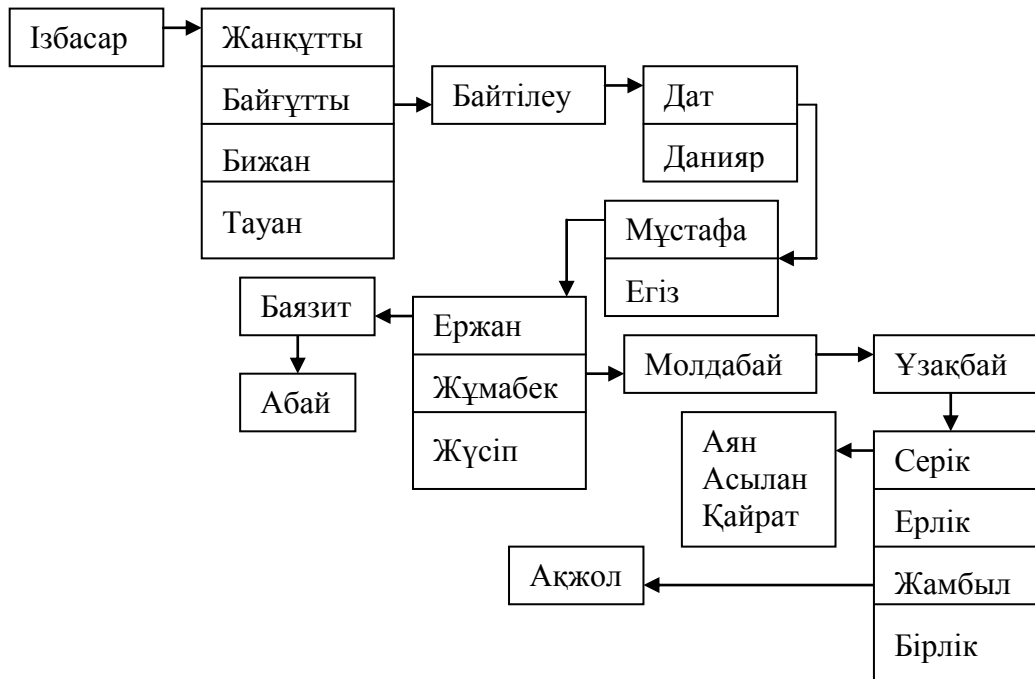 Ізбасар
Жанқұтты
Байғұтты
Бижан
Тауан
Байтілеу
Дат
Данияр
Мұстафа
Егіз
Баязит
Абай
Ержан
Жұмабек
Жүсіп
Молдабай
Ұзақбай
Аян
Асылан
Қайрат
Серік
Ерлік
Жамбыл
Бірлік
Ақжол